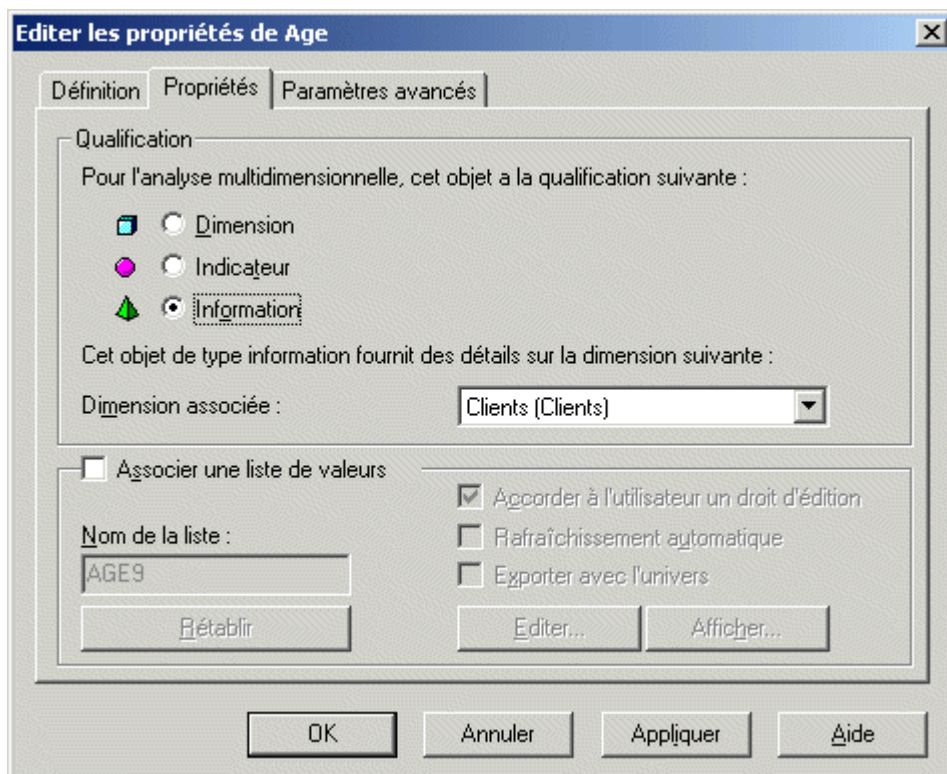 Editer les propriétés de Age
Définition Propriétés Paramètres avancés
Qualification
Pour l'analyse multidimensionnelle, cet objet a la qualification suivante :
Dimension
Indicateur
Information
Cet objet de type information fournit des détails sur la dimension suivante :
Dimension associée : Clients (Clients)
Associer une liste de valeurs
Accorder à l'utilisateur un droit d'édition
Nom de la liste :
Rafraîchissement automatique
AGE9
Exporter avec l'univers
Rétablir Editer... Afficher...
OK Annuler Appliquer Aide